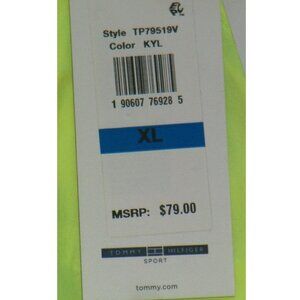 Style TP79519V
Color KYL
1 90607 76928 5
XL
MSRP: $79.00
TOMMY HILFIGER
SPORT
tommy.com